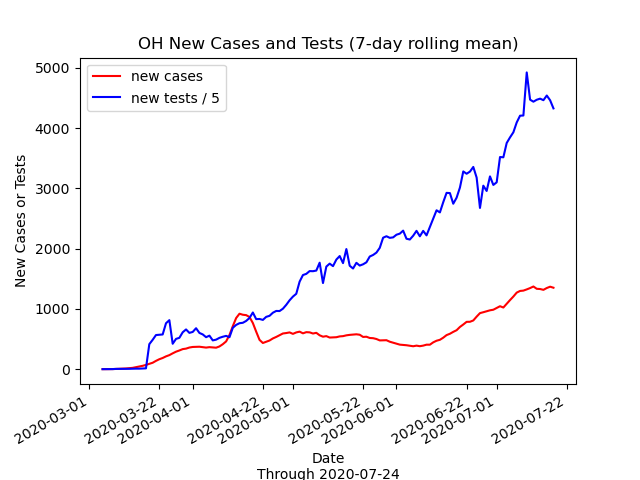 OH New Cases and Tests (7-day rolling mean)
new cases
new tests / 5
New Cases or Tests
5000
4000
3000
2000
1000
0
2020-03-01
2020-03-22
2020-04-01
2020-04-22
2020-05-01
2020-05-22
2020-06-01
2020-06-22
2020-07-01
2020-07-22
Date
Through 2020-07-24